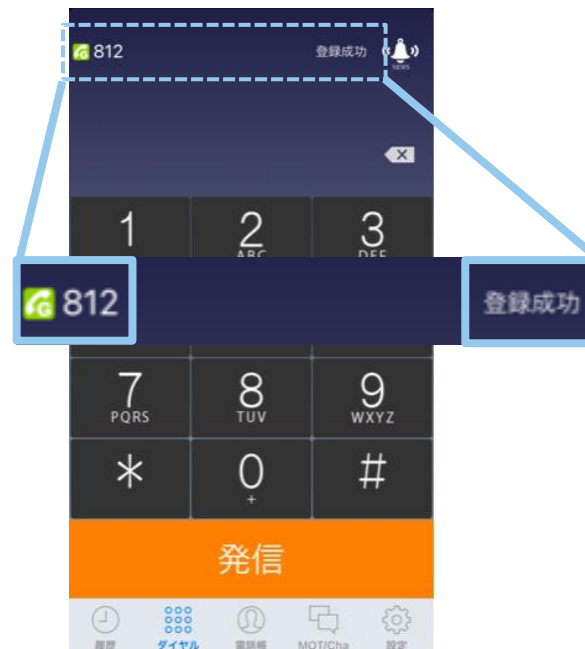 812 登録成功
NEWS
1 2 3
ABC DEF
812 登録成功
7 8 9
PQRS TUV WXYZ
* 0 #
+
発信
履歴 ダイヤル 電話帳 MOT/Cha 設定